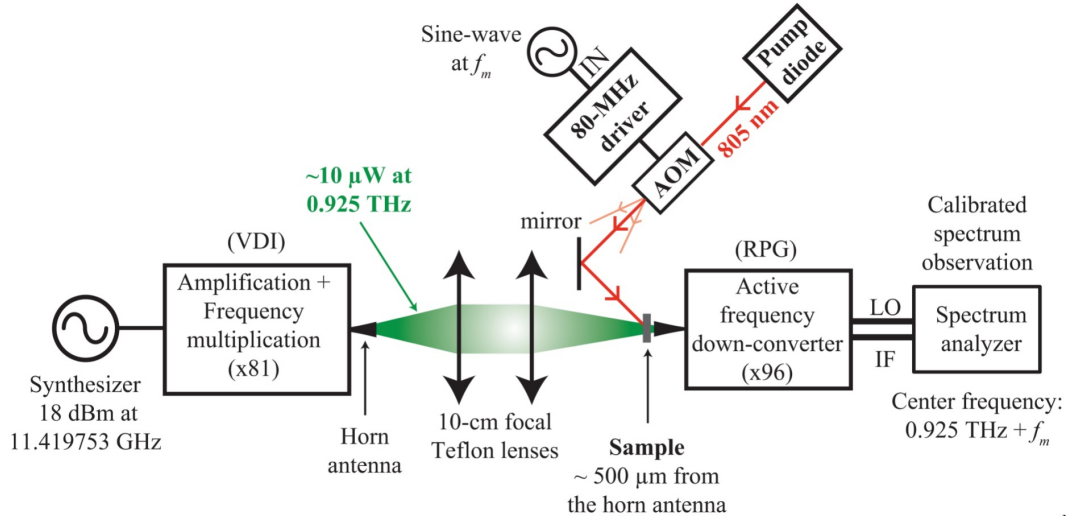 Sine-wave
at fm
IN
80-MHz
driver
Pump
diode
805 nm
AOM
~10 µW at
0.925 THz
mirror
Calibrated
spectrum
observation
(VDI)
Amplification +
Frequency
multiplication
(x81)
(RPG)
Active
frequency
down-converter
(x96)
LO
IF
Spectrum
analyzer
Synthesizer
18 dBm at
11.419753 GHz
Horn
antenna
10-cm focal
Teflon lenses
Sample
~ 500 µm from
the horn antenna
Center frequency:
0.925 THz + fm